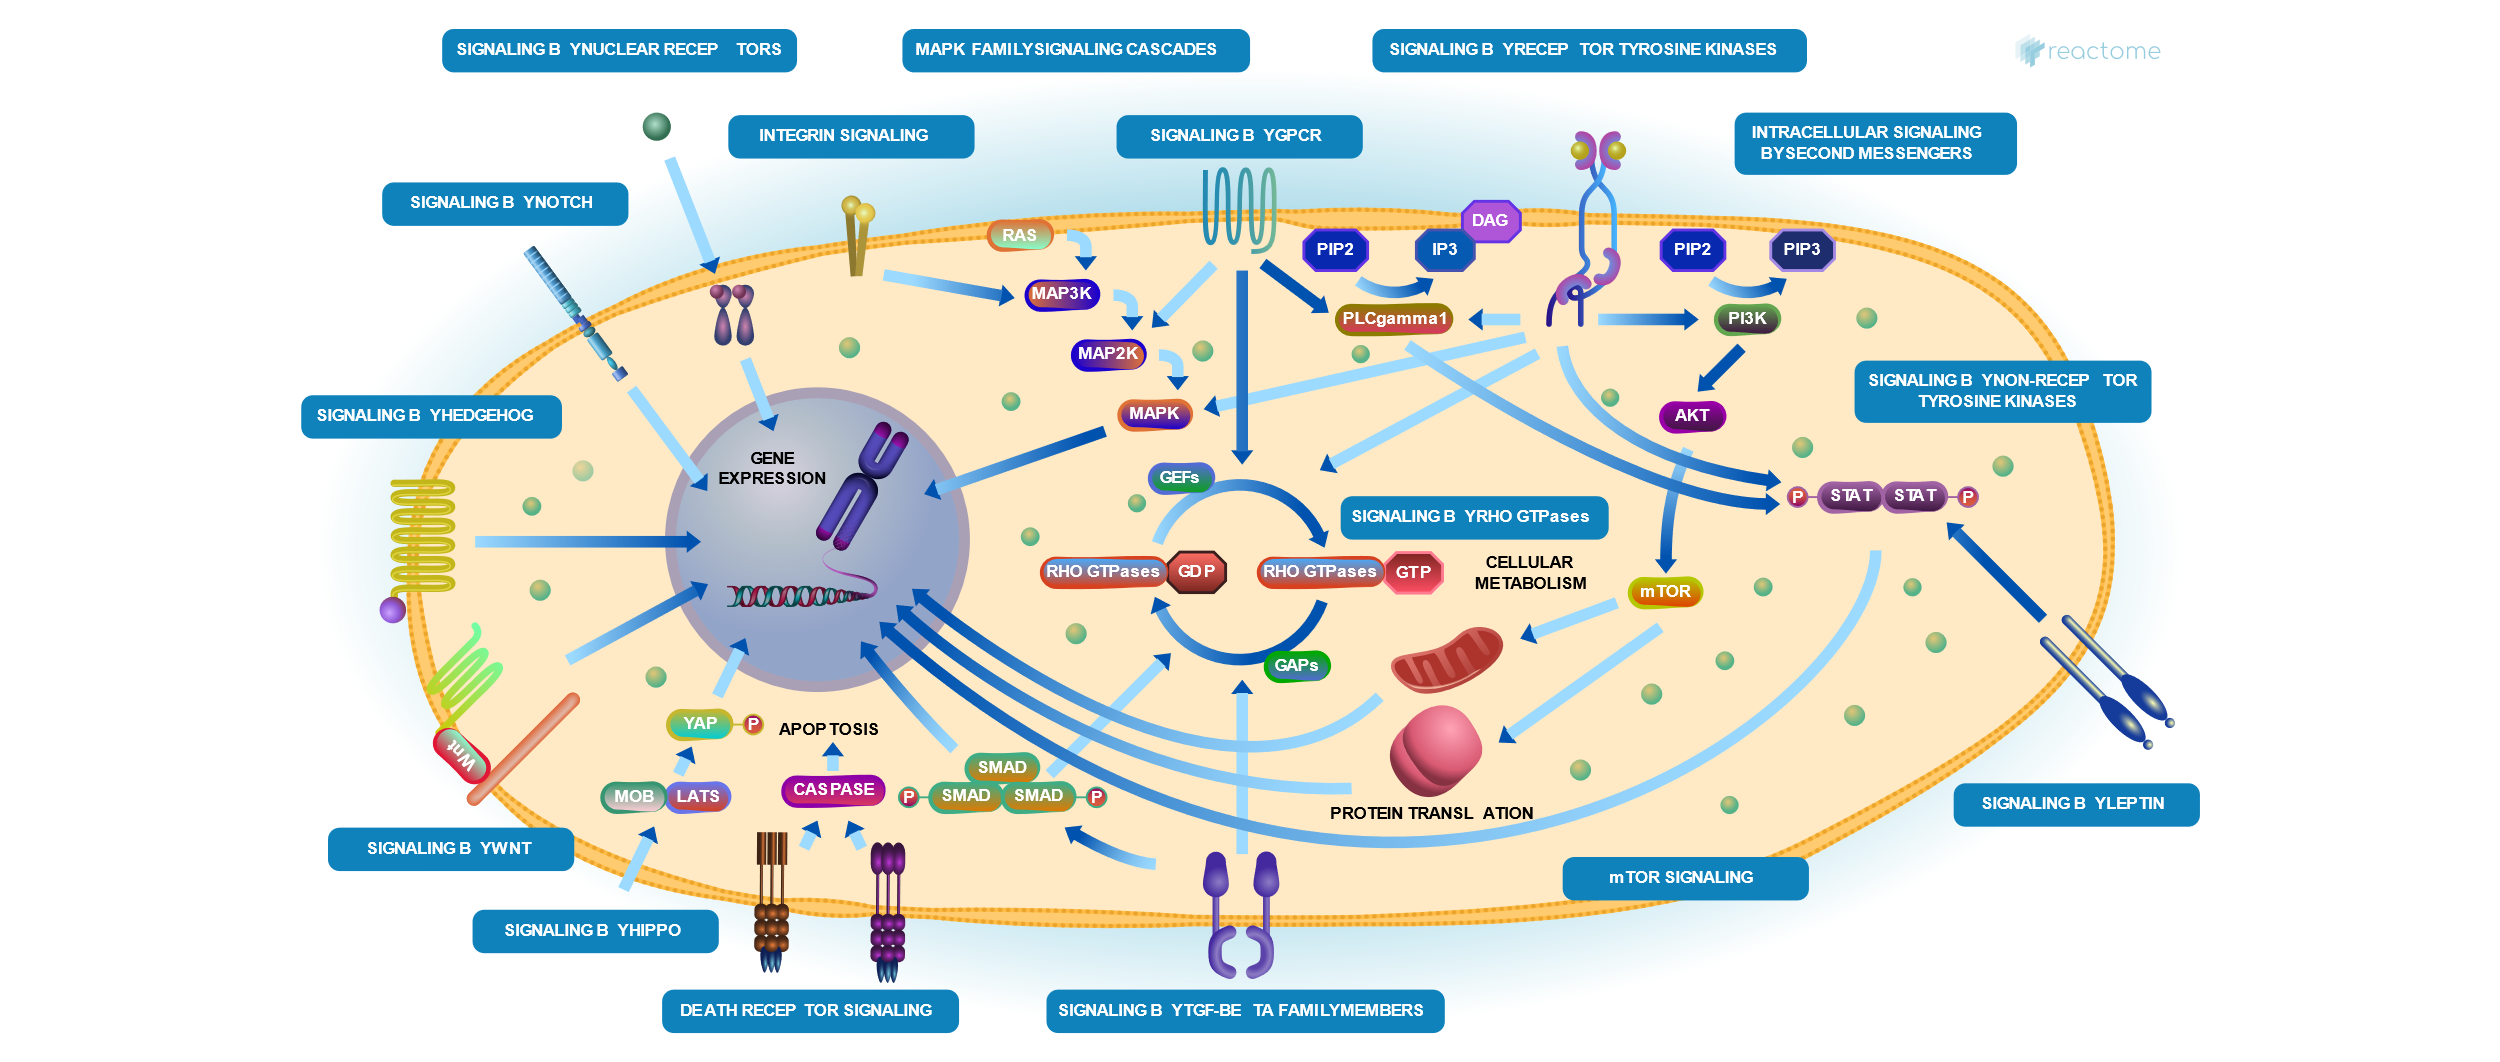 SIGNALING B YNUCLEAR RECEP TORS
MAPK FAMILYSIGNALING CASCADES
SIGNALING B YRECEP TOR TYROSINE KINASES
reactome
INTEGRIN SIGNALING
SIGNALING B YGPCR
INTRACELLULAR SIGNALING
BYSECOND MESSENGERS
SIGNALING B YNOTCH
RAS
DAG
PIP2
IP3
PIP2
PIP3
MAP3K
PLCgamma1
PI3K
MAP2K
SIGNALING B YHEDGEHOG
MAPK
AKT
SIGNALING B YNON-RECEP TOR
TYROSINE KINASES
GENE
EXPRESSION
GEFs
P
STAT
STAT
P
SIGNALING B YRHO GTPases
RHO GTPases
GDP
RHO GTPases
GTP
CELLULAR
METABOLISM
mTOR
GAPs
YAP
P
APOPTOSIS
Wnt
SMAD
MOB
LATS
CASPASE
P
SMAD
SMAD
P
PROTEIN TRANSL ATION
SIGNALING B YLEPTIN
SIGNALING B YWNT
mTOR SIGNALING
SIGNALING B YHIPPO
DEATH RECEP TOR SIGNALING
SIGNALING B YTGF-BE TA FAMILYMEMBERS